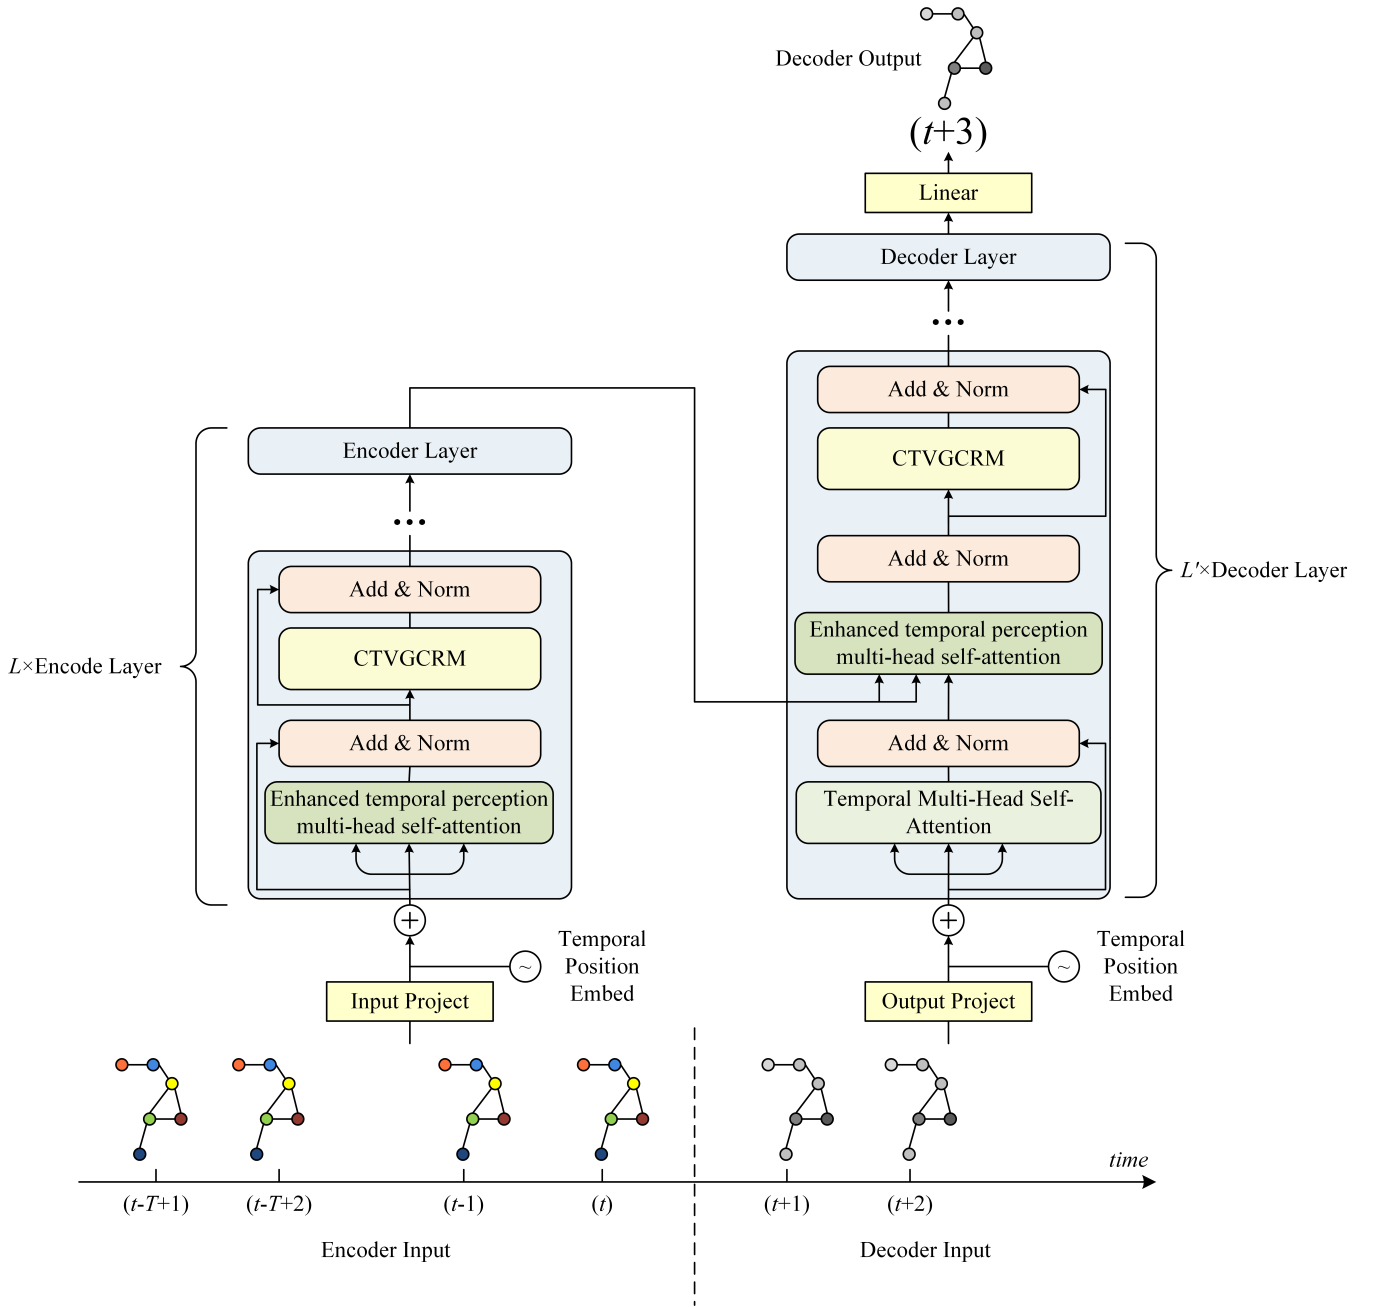 Decoder Output
(t+3)
Linear
Decoder Layer
Add & Norm
CTVGCRM
Add & Norm
Enhanced temporal perception
multi-head self-attention
Add & Norm
Temporal Multi-Head Self-
Attention
L'×Decoder Layer
Encoder Layer
Add & Norm
CTVGCRM
Add & Norm
Enhanced temporal perception
multi-head self-attention
L×Encode Layer
+
~
Temporal
Position
Embed
Input Project
+
~
Temporal
Position
Embed
Output Project
time
(t-T+1)
(t-T+2)
(t-1)
(t)
(t+1)
(t+2)
Encoder Input
Decoder Input